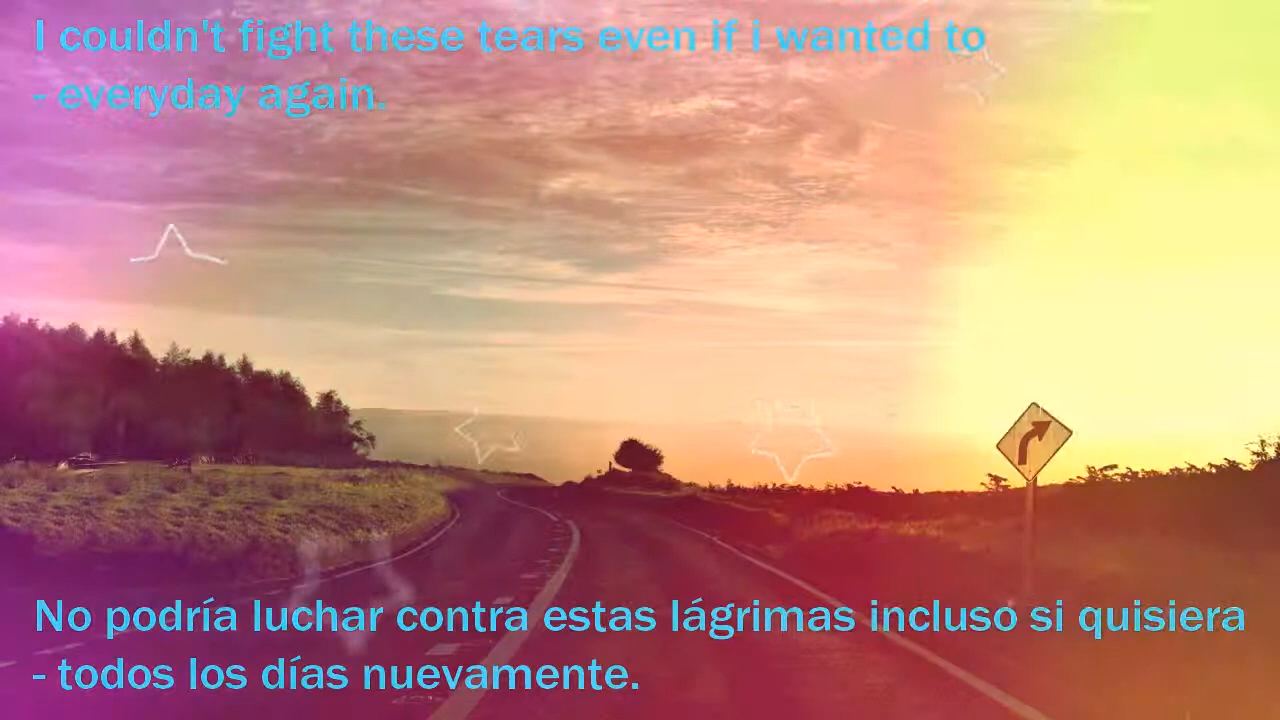 I couldn't fight these tears even if i wanted to
- everyday again.
No podría luchar contra estas lágrimas incluso si quisiera
- todos los días nuevamente.